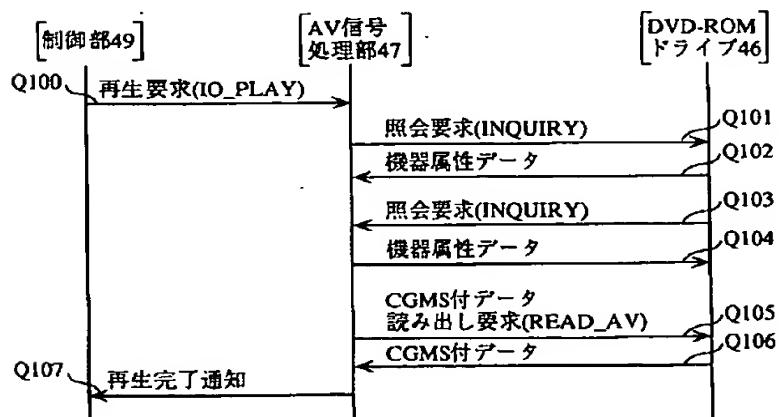 制御部49
AV信号
処理部47
DVD-ROM
ドライブ46
Q100
再生要求(IO_PLAY)
照会要求(INQUIRY)
Q101
機器属性データ
Q102
照会要求(INQUIRY)
Q103
機器属性データ
Q104
CGMS付データ
読み出し要求(READ_AV)
Q105
CGMS付データ
Q106
Q107
再生完了通知